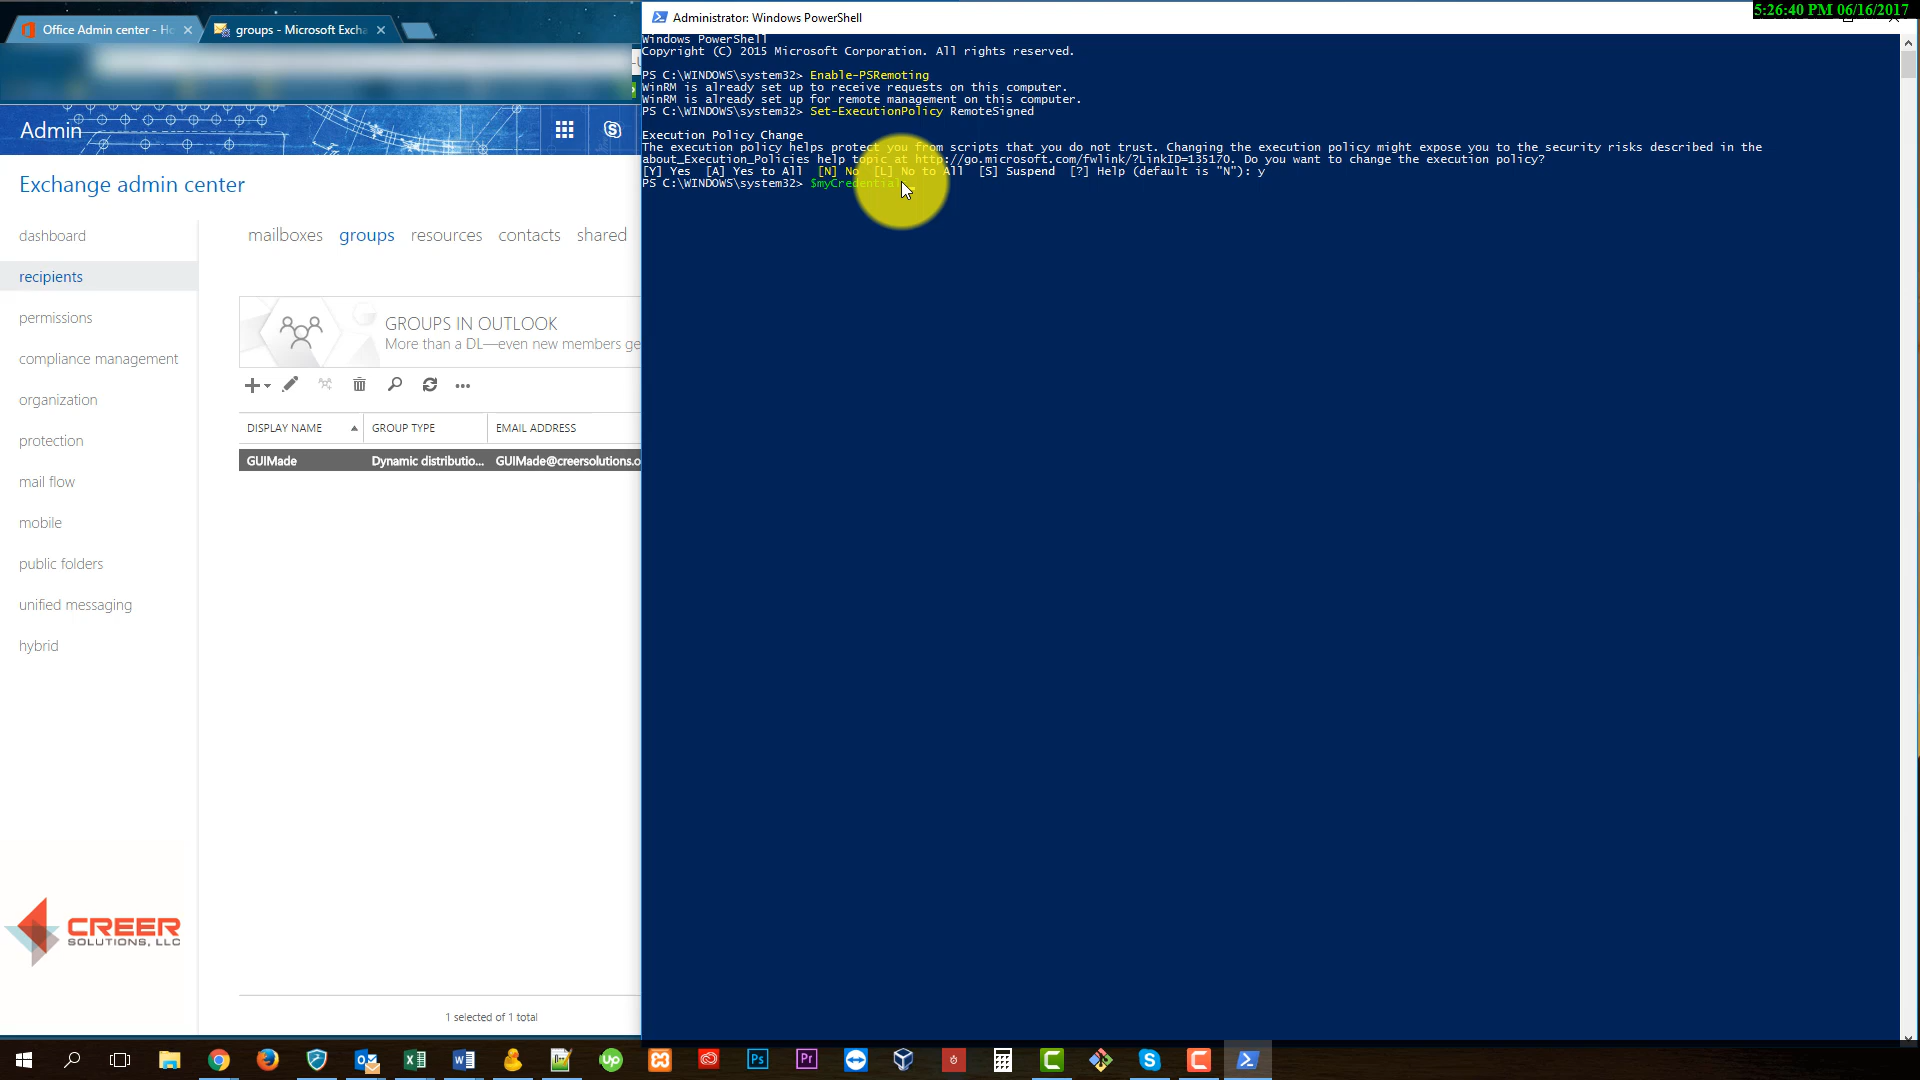 Office Admin center - Ho
groups - Microsoft Excha
Administrator: Windows PowerShell
5:26:40 PM 06/16/2017
Admin
Exchange admin center
dashboard
recipients
permissions
compliance management
organization
protection
mail flow
mobile
public folders
unified messaging
hybrid
CREER
SOLUTIONS, LLC
mailboxes groups resources contacts shared
GROUPS IN OUTLOOK
More than a DL—even new members ge
DISPLAY NAME GROUP TYPE EMAIL ADDRESS
GUIMade Dynamic distributio... GUIMade@creersolutions.o
1 selected of 1 total
Windows PowerShell
Copyright (C) 2015 Microsoft Corporation. All rights reserved.
PS C:\WINDOWS\system32> Enable-PSRemoting
WinRM is already set up to receive requests on this computer.
WinRM is already set up for remote management on this computer.
PS C:\WINDOWS\system32> Set-ExecutionPolicy RemoteSigned
Execution Policy Change
The execution policy helps protect you from scripts that you do not trust. Changing the execution policy might expose you to the security risks described in the
about_Execution_Policies help topic at http://go.microsoft.com/fwlink/?LinkID=135170. Do you want to change the execution policy?
[Y] Yes [A] Yes to All [N] No [L] No to All [S] Suspend [?] Help (default is "N"): y
PS C:\WINDOWS\system32> $myCredential
Up
Ps
Pr